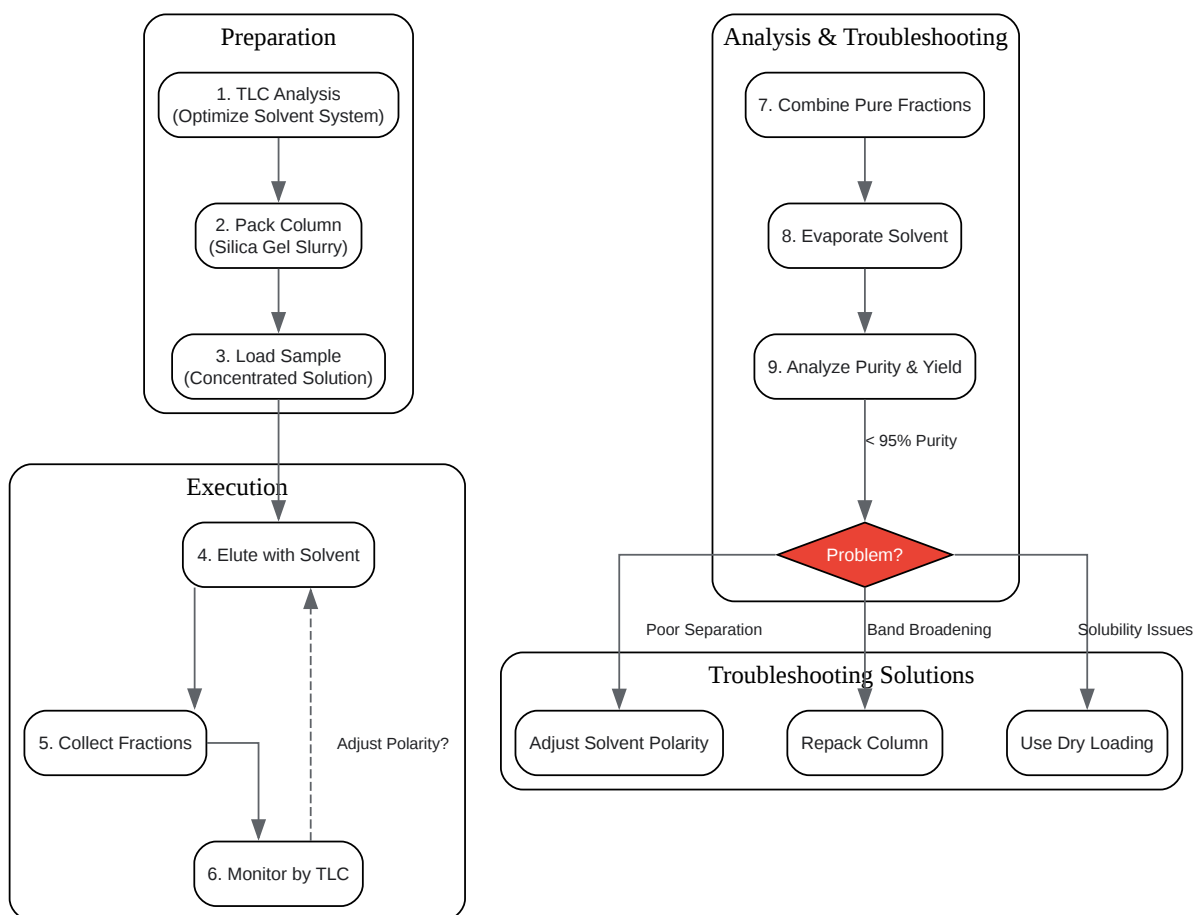 Preparation
1. TLC Analysis
(Optimize Solvent System)
2. Pack Column
(Silica Gel Slurry)
3. Load Sample
(Concentrated Solution)
Execution
4. Elute with Solvent
5. Collect Fractions
Adjust Polarity?
6. Monitor by TLC
Analysis & Troubleshooting
7. Combine Pure Fractions
8. Evaporate Solvent
9. Analyze Purity & Yield
< 95% Purity
Problem?
Poor Separation
Band Broadening
Solubility Issues
Troubleshooting Solutions
Adjust Solvent Polarity
Repack Column
Use Dry Loading